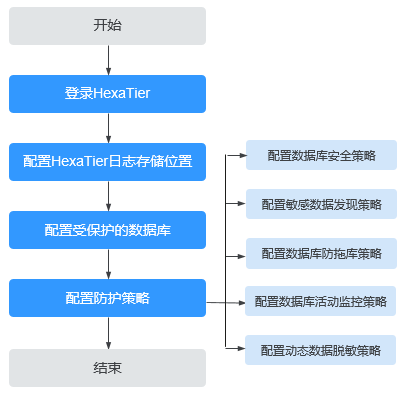 开始
登录HexaTier
配置HexaTier日志存储位置
配置受保护的数据库
配置防护策略
结束
配置数据库安全策略
配置敏感数据发现策略
配置数据库防拖库策略
配置数据库活动监控策略
配置动态数据脱敏策略